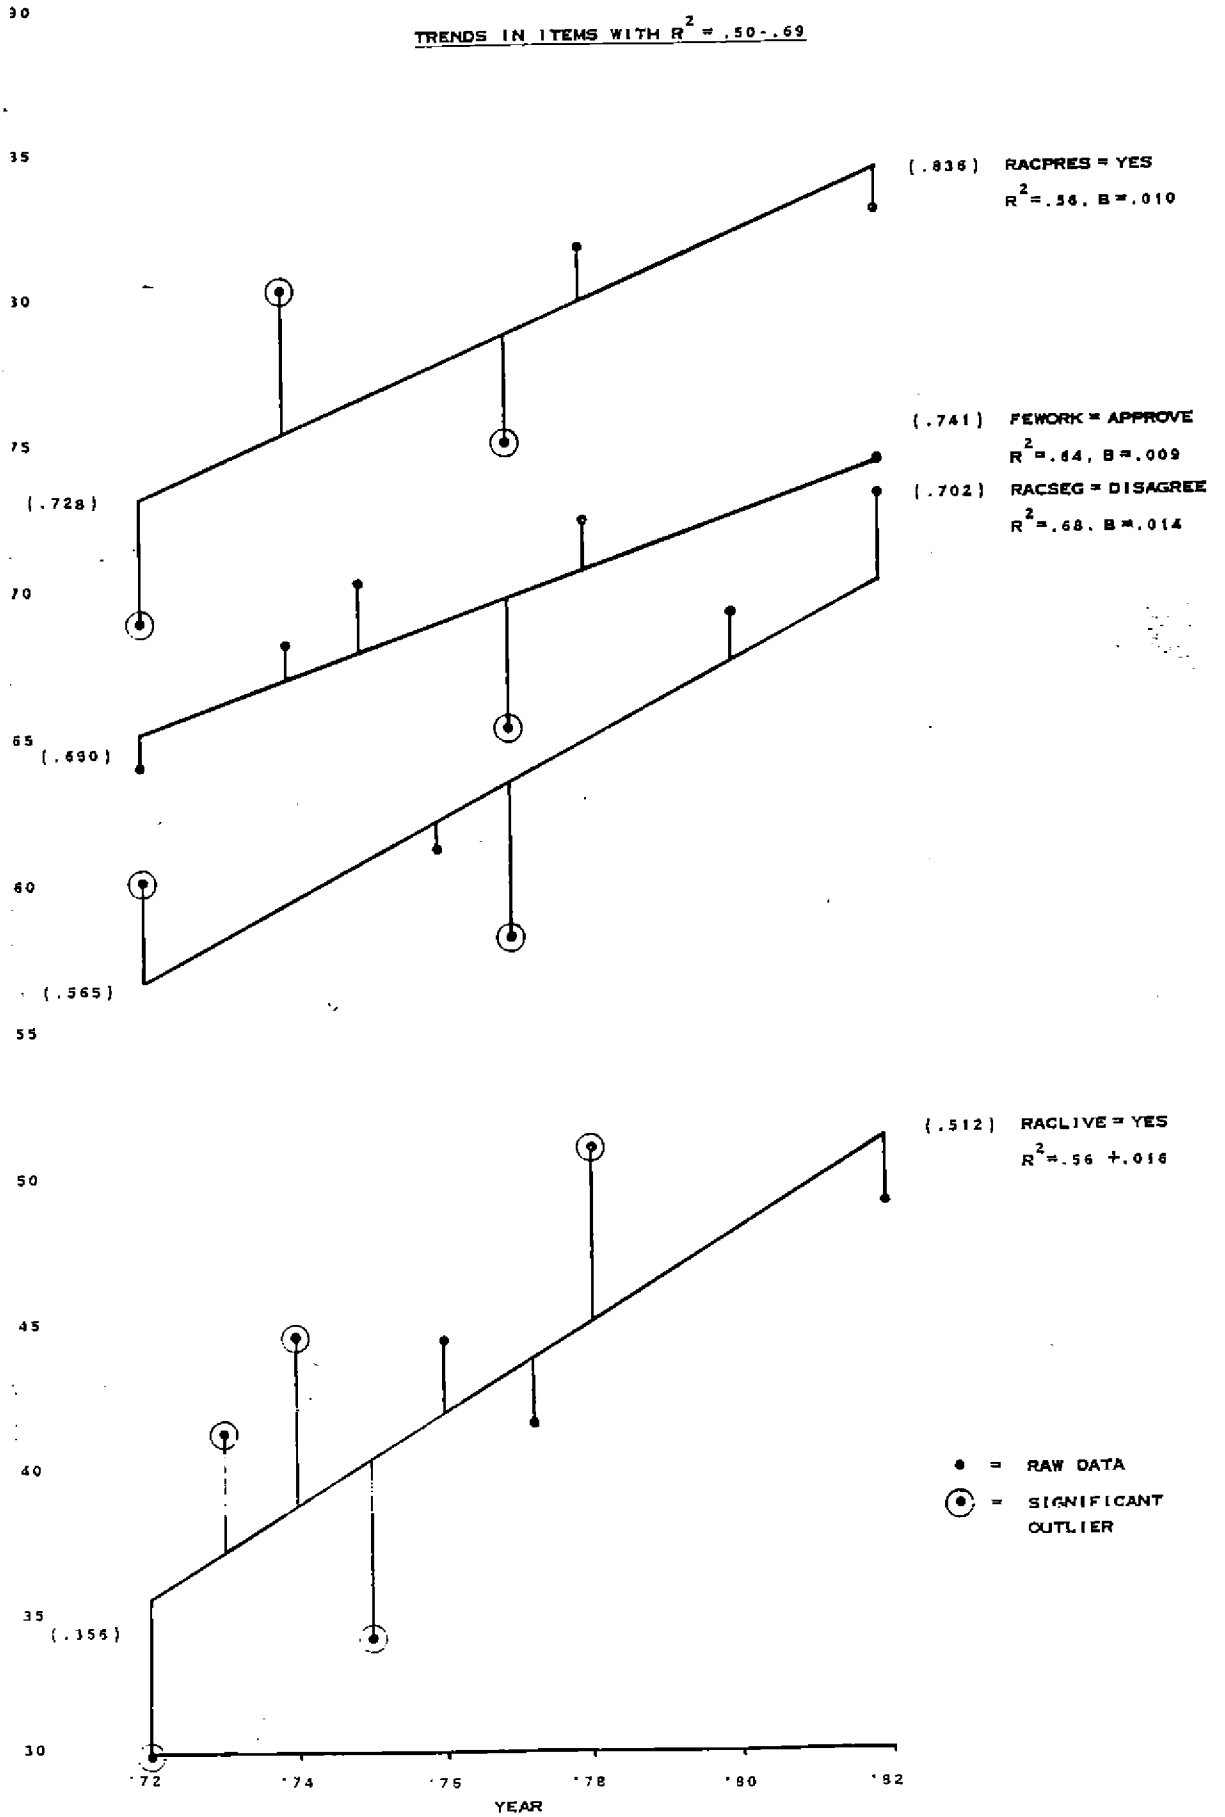 90
TRENDS IN ITEMS WITH R2 = .50-.69
35
(.836) RACPRES = YES
R2=.56, B=.010
30
(.741) FEWORK = APPROVE
R2=.64, B=.009
75
(.728)
(.702) RACSEG = DISAGREE
R2=.68, B=.014
70
65
(.690)
60
(.565)
55
(.512) RACLIVE = YES
R2=.56 +.016
50
45
40
• = RAW DATA
= SIGNIFICANT
OUTLIER
35
(.356)
30
'72 '74 '76 '78 '80 '82
YEAR